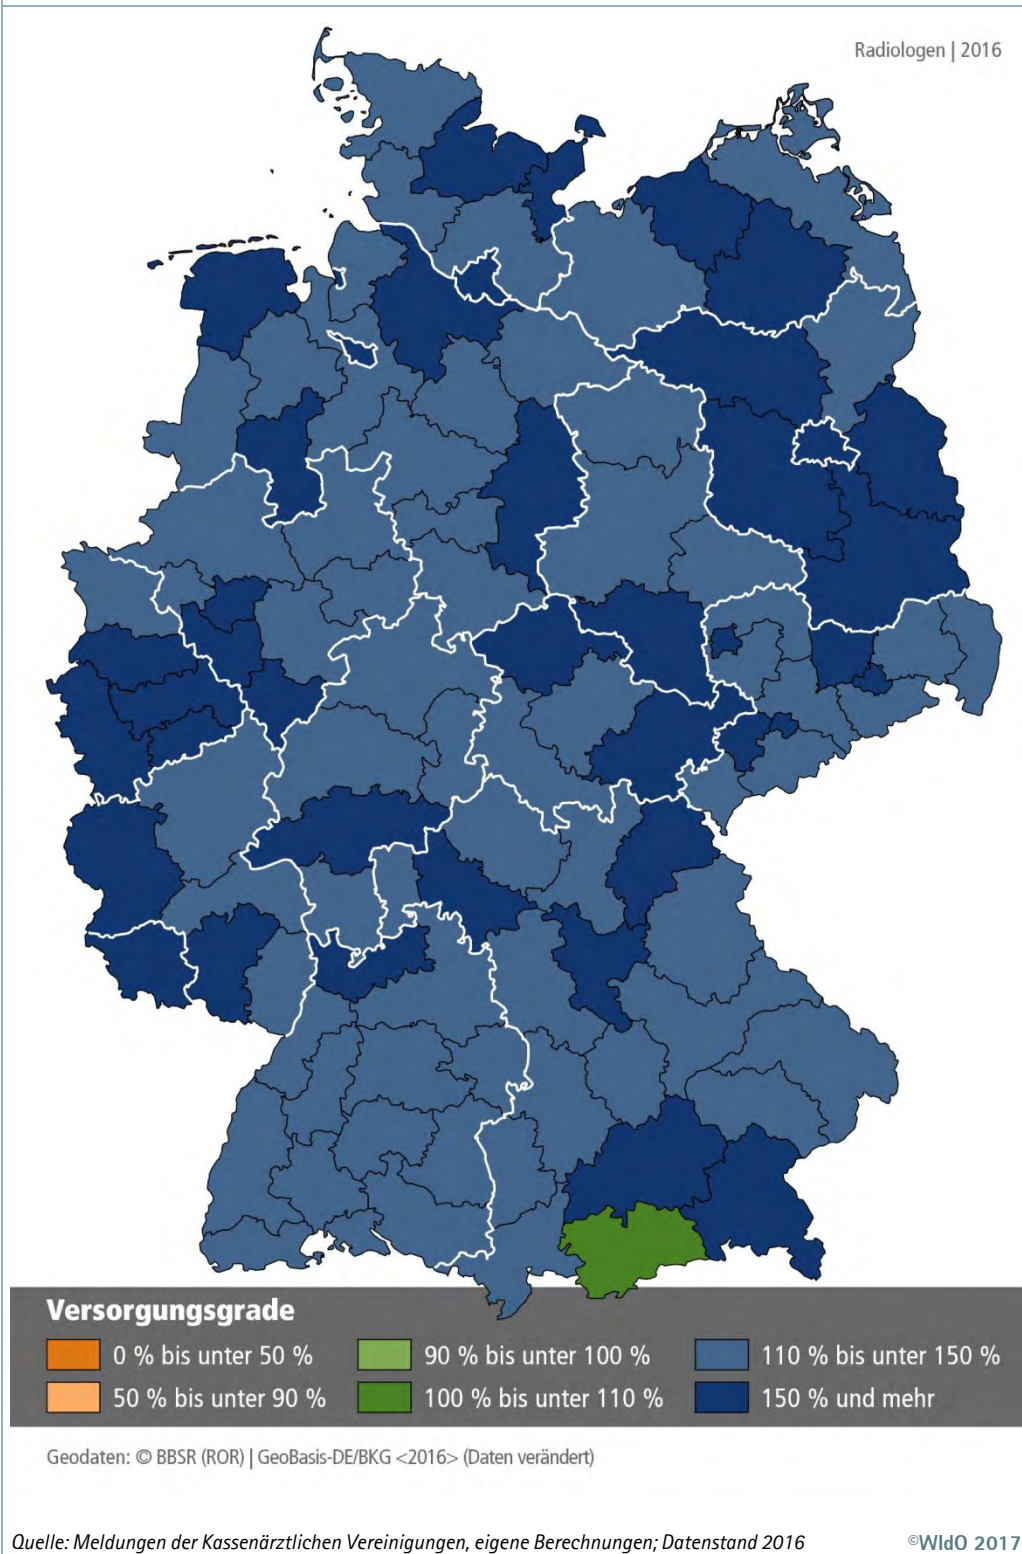 Radiologen | 2016
Versorgungsgrade
0 % bis unter 50 %
90 % bis unter 100 %
110 % bis unter 150 %
50 % bis unter 90 %
100 % bis unter 110 %
150 % und mehr
Geodaten: © BBSR (ROR) | GeoBasis-DE/BKG <2016> (Daten verändert)
Quelle: Meldungen der Kassenärztlichen Vereinigungen, eigene Berechnungen; Datenstand 2016
©WIdO 2017